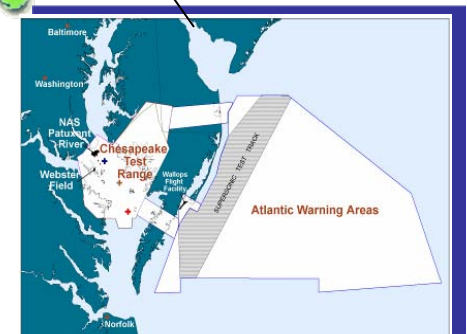 Baltimore
Washington
NAS
Patuxent
River
Chesapeake
Test
Range
Webster
Field
Wallops
Flight
Facility
SUPERSONIC TEST TRACK
Atlantic Warning Areas
Norfolk